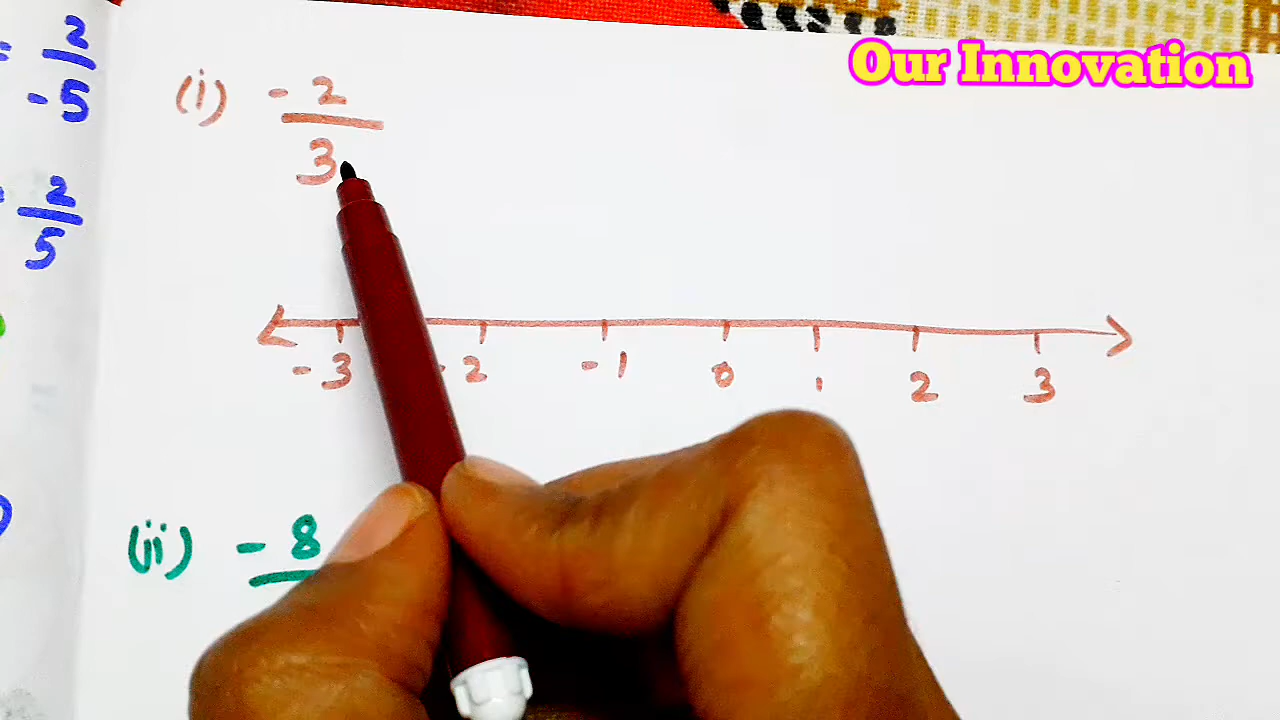 Our Innovation
= 2/-5
2/5
(i) -2/3
-3 -2 -1 0 1 2 3
(ii) -8